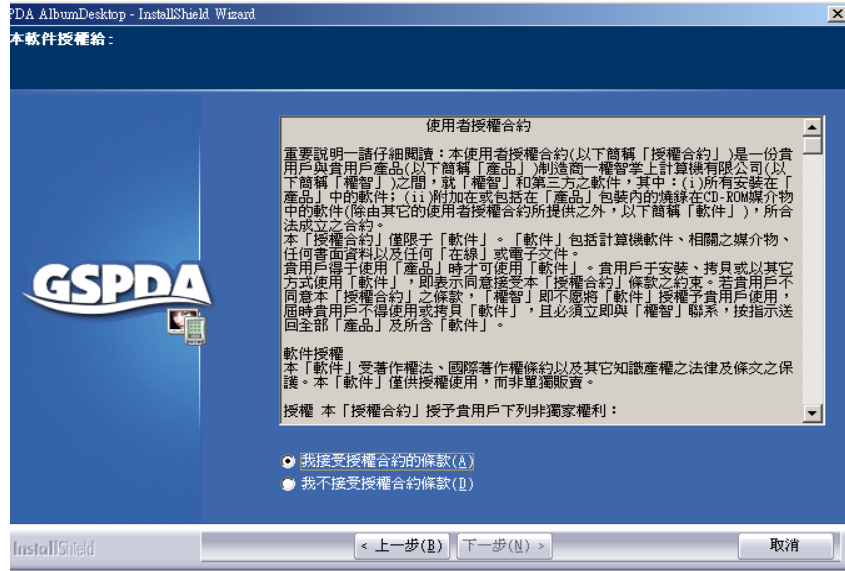 PDA AlbumDesktop - InstallShield Wizard
本軟件授權給:
使用者授權合約
重要說明一請仔細閱讀：本使用者授權合約(以下簡稱「授權合約」)是一份貴
用戶與貴用戶產品(以下簡稱「產品」)制造商一權智掌上計算機有限公司(以
下簡稱「權智」)之間，就「權智」和第三方之軟件，其中：(i)所有安裝在「
產品」中的軟件；(ii)附加在或包括在「產品」包裝內的燒錄在CD-ROM媒介物
中的軟件(除由其它的使用者授權合約所提供之外，以下簡稱「軟件」)，所合
法成立之合約。
本「授權合約」僅限于「軟件」。「軟件」包括計算機軟件、相關之媒介物、
任何書面資料以及任何「在線」或電子文件。
貴用戶得于使用「產品」時才可使用「軟件」。貴用戶于安裝、拷貝或以其它
方式使用「軟件」，即表示同意接受本「授權合約」條款之約束。若貴用戶不
同意本「授權合約」之條款，「權智」即不愿將「軟件」授權予貴用戶使用，
屆時貴用戶不得使用或拷貝「軟件」，且必須立即與「權智」聯系，按指示送
回全部「產品」及所含「軟件」。
軟件授權
本「軟件」受著作權法、國際著作權條約以及其它知識產權之法律及條文之保
護。本「軟件」僅供授權使用，而非單獨販賣。
授權 本「授權合約」授予貴用戶下列非獨家權利：
GSPDA
我接受授權合約的條款(A)
我不接受授權合約條款(D)
InstallShield
< 上一步(B)
下一步(N) >
取消